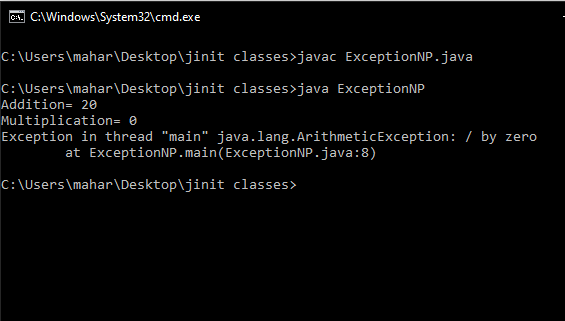 C:\Windows\System32\cmd.exe
C:\Users\mahar\Desktop\jinit classes>javac ExceptionNP.java
C:\Users\mahar\Desktop\jinit classes>java ExceptionNP
Addition= 20
Multiplication= 0
Exception in thread "main" java.lang.ArithmeticException: / by zero
        at ExceptionNP.main(ExceptionNP.java:8)
C:\Users\mahar\Desktop\jinit classes>